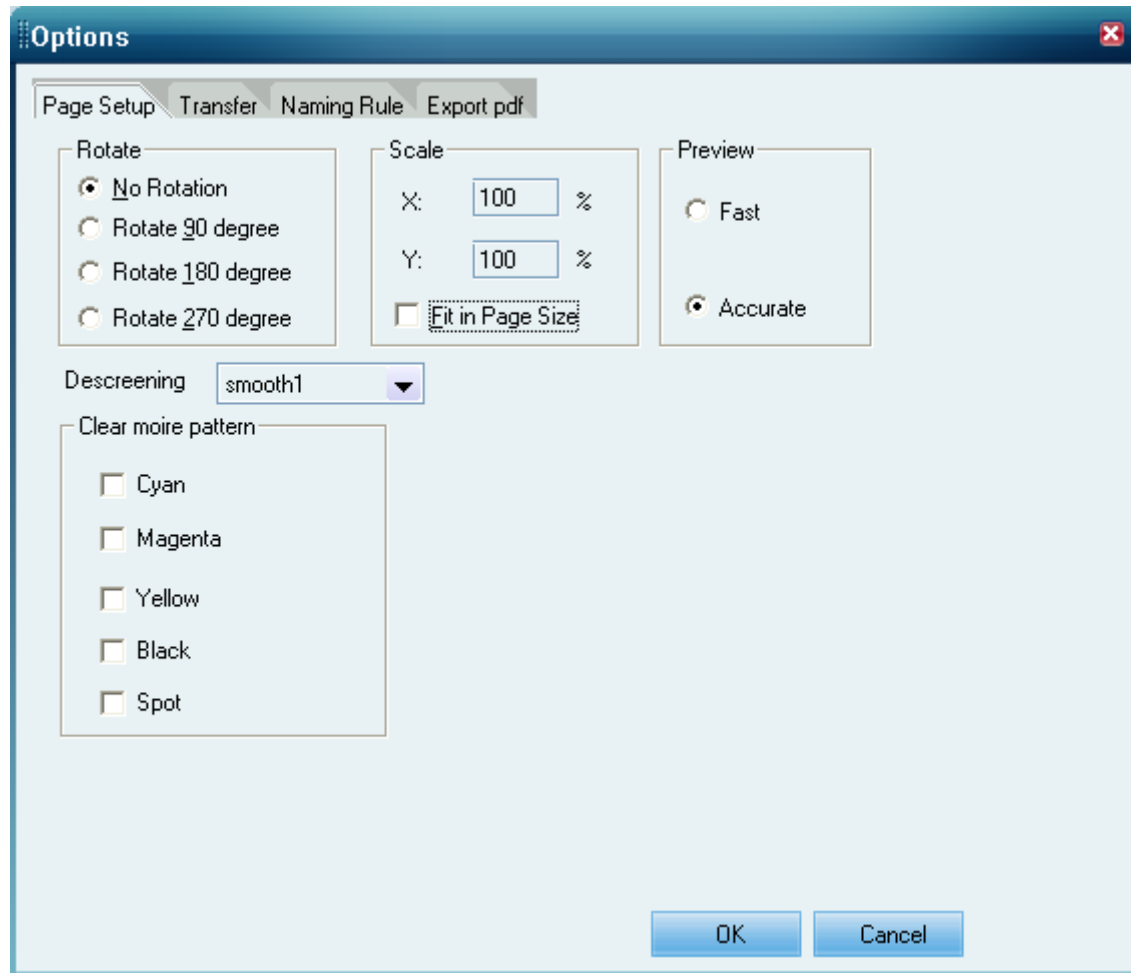 Options
Page Setup Transfer Naming Rule Export pdf
Rotate
No Rotation
Rotate 90 degree
Rotate 180 degree
Rotate 270 degree
Scale
X: 100 %
Y: 100 %
Fit in Page Size
Preview
Fast
Accurate
Descreening smooth1
Clear moire pattern
Cyan
Magenta
Yellow
Black
Spot
OK Cancel